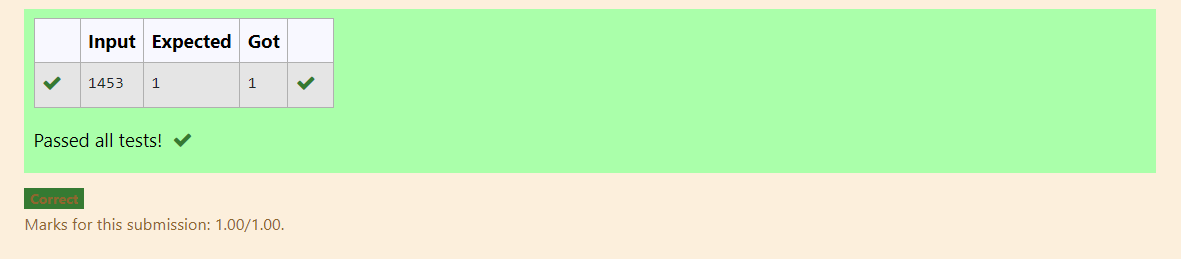 Input Expected Got
1453 1 1
Passed all tests!
Correct
Marks for this submission: 1.00/1.00.